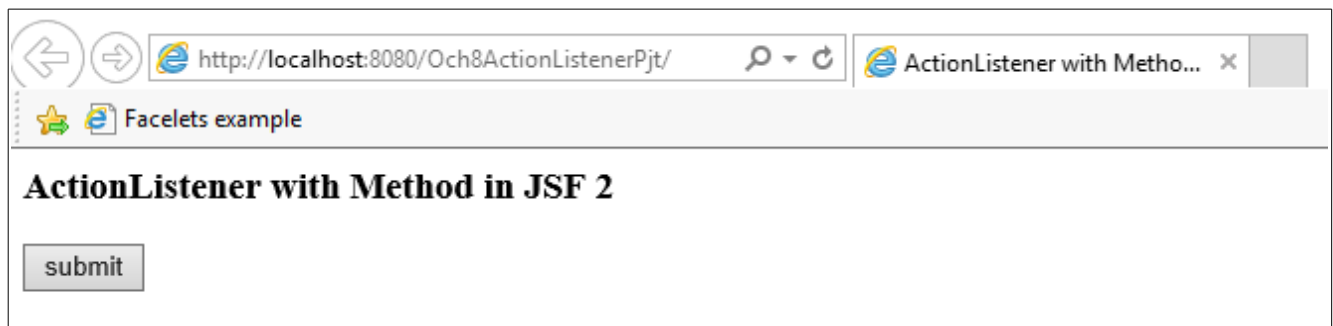 http://localhost:8080/Och8ActionListenerPjt/
ActionListener with Metho...
Facelets example
ActionListener with Method in JSF 2
submit